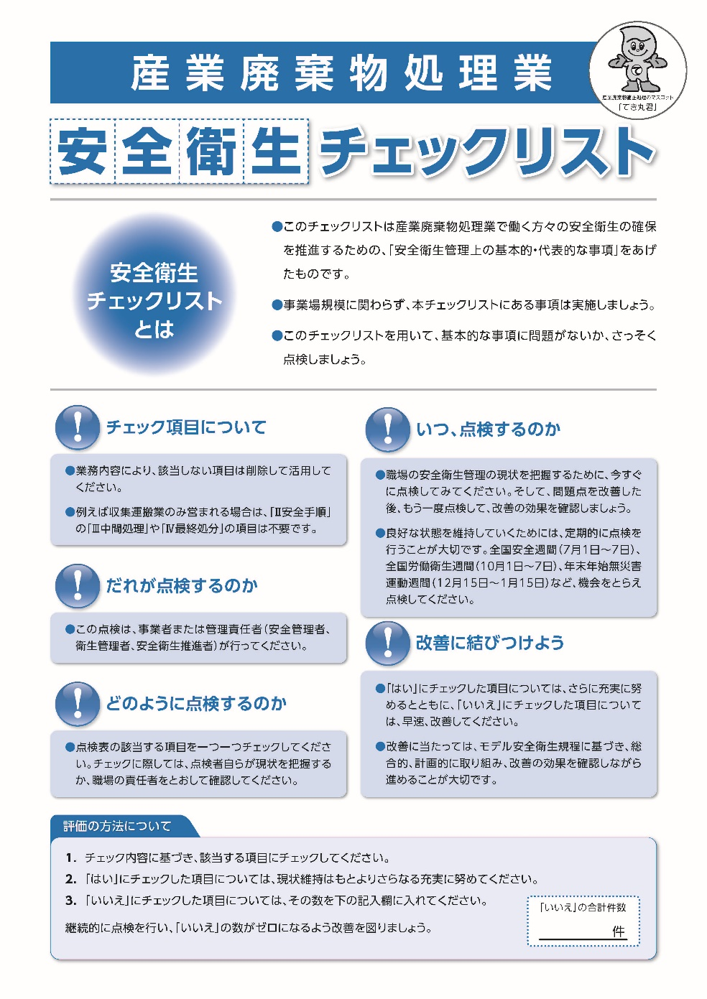 産業廃棄物処理業
産業廃棄物適正処理のマスコット
「てき丸君」
安全衛生チェックリスト
安全衛生
チェックリスト
とは
●このチェックリストは産業廃棄物処理業で働く方々の安全衛生の確保
を推進するための、「安全衛生管理上の基本的・代表的な事項」をあげ
たものです。
●事業場規模に関わらず、本チェックリストにある事項は実施しましょう。
●このチェックリストを用いて、基本的な事項に問題がないか、さっそく
点検しましょう。
! チェック項目について
●業務内容により、該当しない項目は削除して活用して
ください。
●例えば収集運搬業のみ営まれる場合は、「Ⅱ安全手順」
の「Ⅲ中間処理」や「Ⅳ最終処分」の項目は不要です。
! だれが点検するのか
●この点検は、事業者または管理責任者（安全管理者、
衛生管理者、安全衛生推進者）が行ってください。
! どのように点検するのか
●点検表の該当する項目を一つ一つチェックしてくださ
い。チェックに際しては、点検者自らが現状を把握する
か、職場の責任者をとおして確認してください。
! いつ、点検するのか
●職場の安全衛生管理の現状を把握するために、今すぐ
に点検してみてください。そして、問題点を改善した
後、もう一度点検して、改善の効果を確認しましょう。
●良好な状態を維持していくためには、定期的に点検を
行うことが大切です。全国安全週間（7月1日～7日）、
全国労働衛生週間（10月1日～7日）、年末年始無災害
運動週間（12月15日～1月15日）など、機会をとらえ
点検してください。
! 改善に結びつけよう
●「はい」にチェックした項目については、さらに充実に努
めるとともに、「いいえ」にチェックした項目について
は、早速、改善してください。
●改善に当たっては、モデル安全衛生規程に基づき、総
合的、計画的に取り組み、改善の効果を確認しながら
進めることが大切です。
評価の方法について
1. チェック内容に基づき、該当する項目にチェックしてください。
2. 「はい」にチェックした項目については、現状維持はもとよりさらなる充実に努めてください。
3. 「いいえ」にチェックした項目については、その数を下の記入欄に入れてください。
継続的に点検を行い、「いいえ」の数がゼロになるよう改善を図りましょう。
「いいえ」の合計件数
件